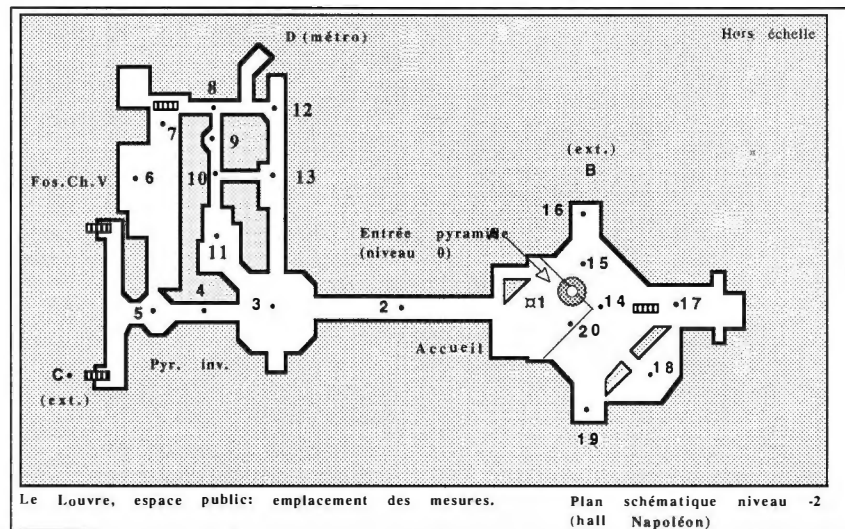 D (métro)
Hors échelle
8
12
7
9
(ext.)
B
Fos.Ch.V
6
10
13
16
Entrée pyramide
(niveau 0)
11
15
5
4
3
2
¤1
14
17
20
C
(ext.)
Pyr. inv.
Accueil
18
19
Le Louvre, espace public: emplacement des mesures.
Plan schématique niveau -2
(hall Napoléon)